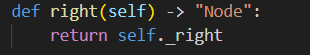 def right(self) -> "Node":
    return self._right